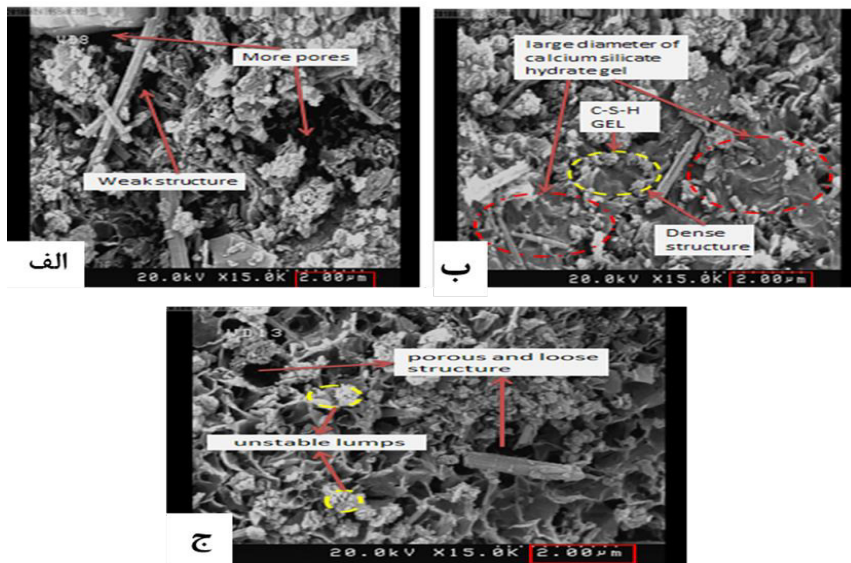 UD8
More pores
Weak structure
الف
20.0kV X15.0K 2.00µm
large diameter of
calcium silicate
hydrate gel
C-S-H
GEL
Dense
structure
ب
20.0kV X15.0K 2.00µm
UD13
porous and loose
structure
unstable lumps
ج
20.0kV X15.0K 2.00µm